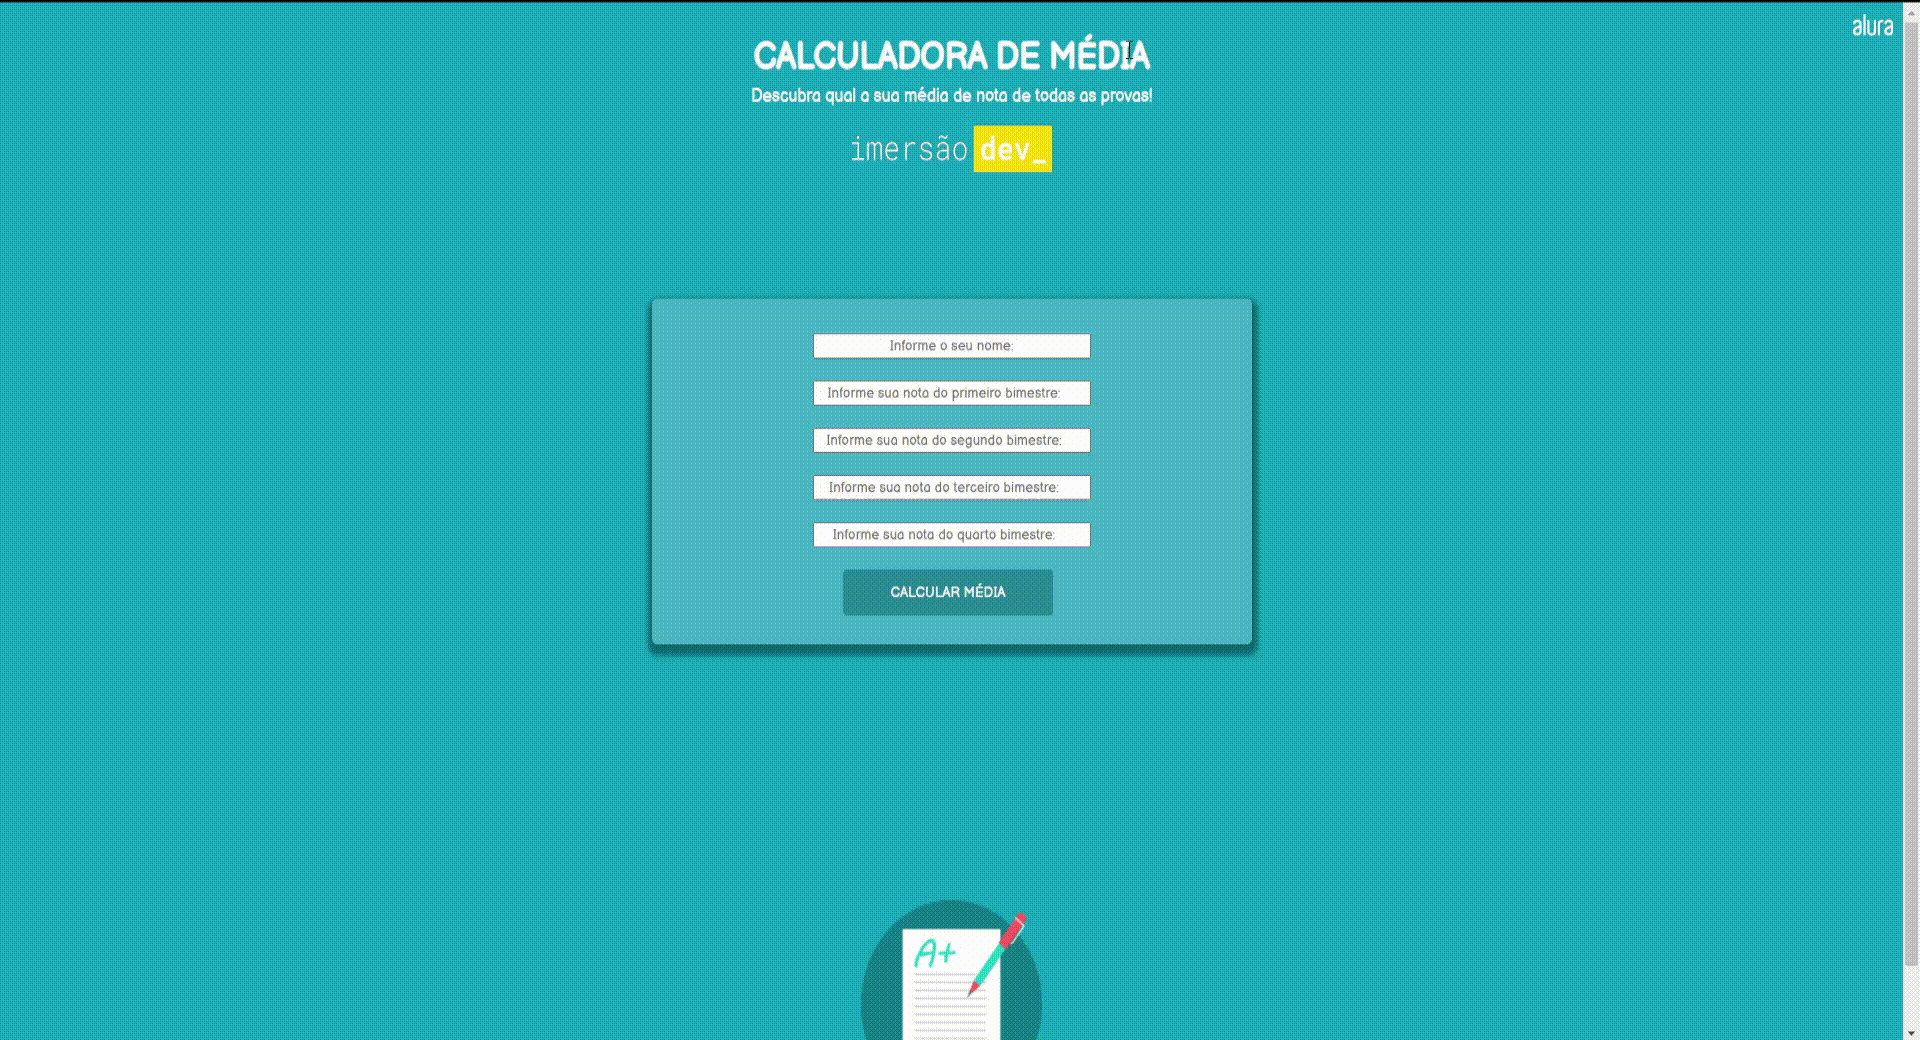 alura
CALCULADORA DE MÉDIA
Descubra qual a sua média de nota de todas as provas!
imersão dev_
Informe o seu nome:
Informe sua nota do primeiro bimestre:
Informe sua nota do segundo bimestre:
Informe sua nota do terceiro bimestre:
Informe sua nota do quarto bimestre:
CALCULAR MÉDIA
A+